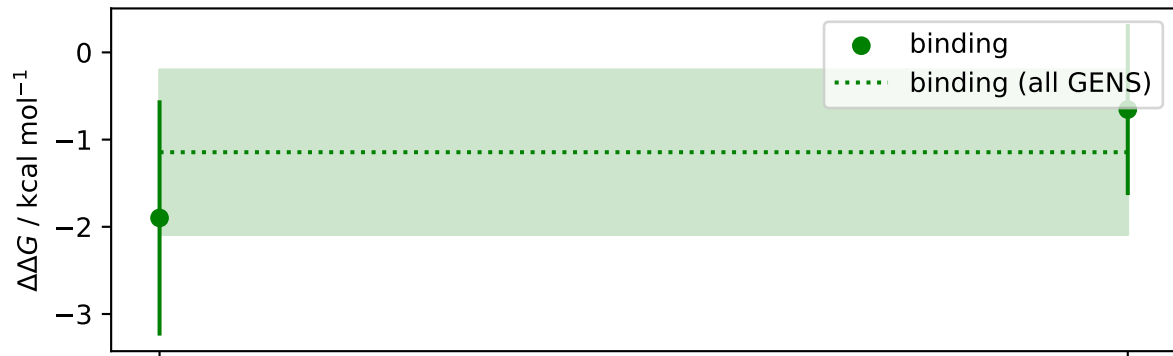 0
−1
−2
−3
ΔΔG / kcal mol⁻¹
binding
binding (all GENS)